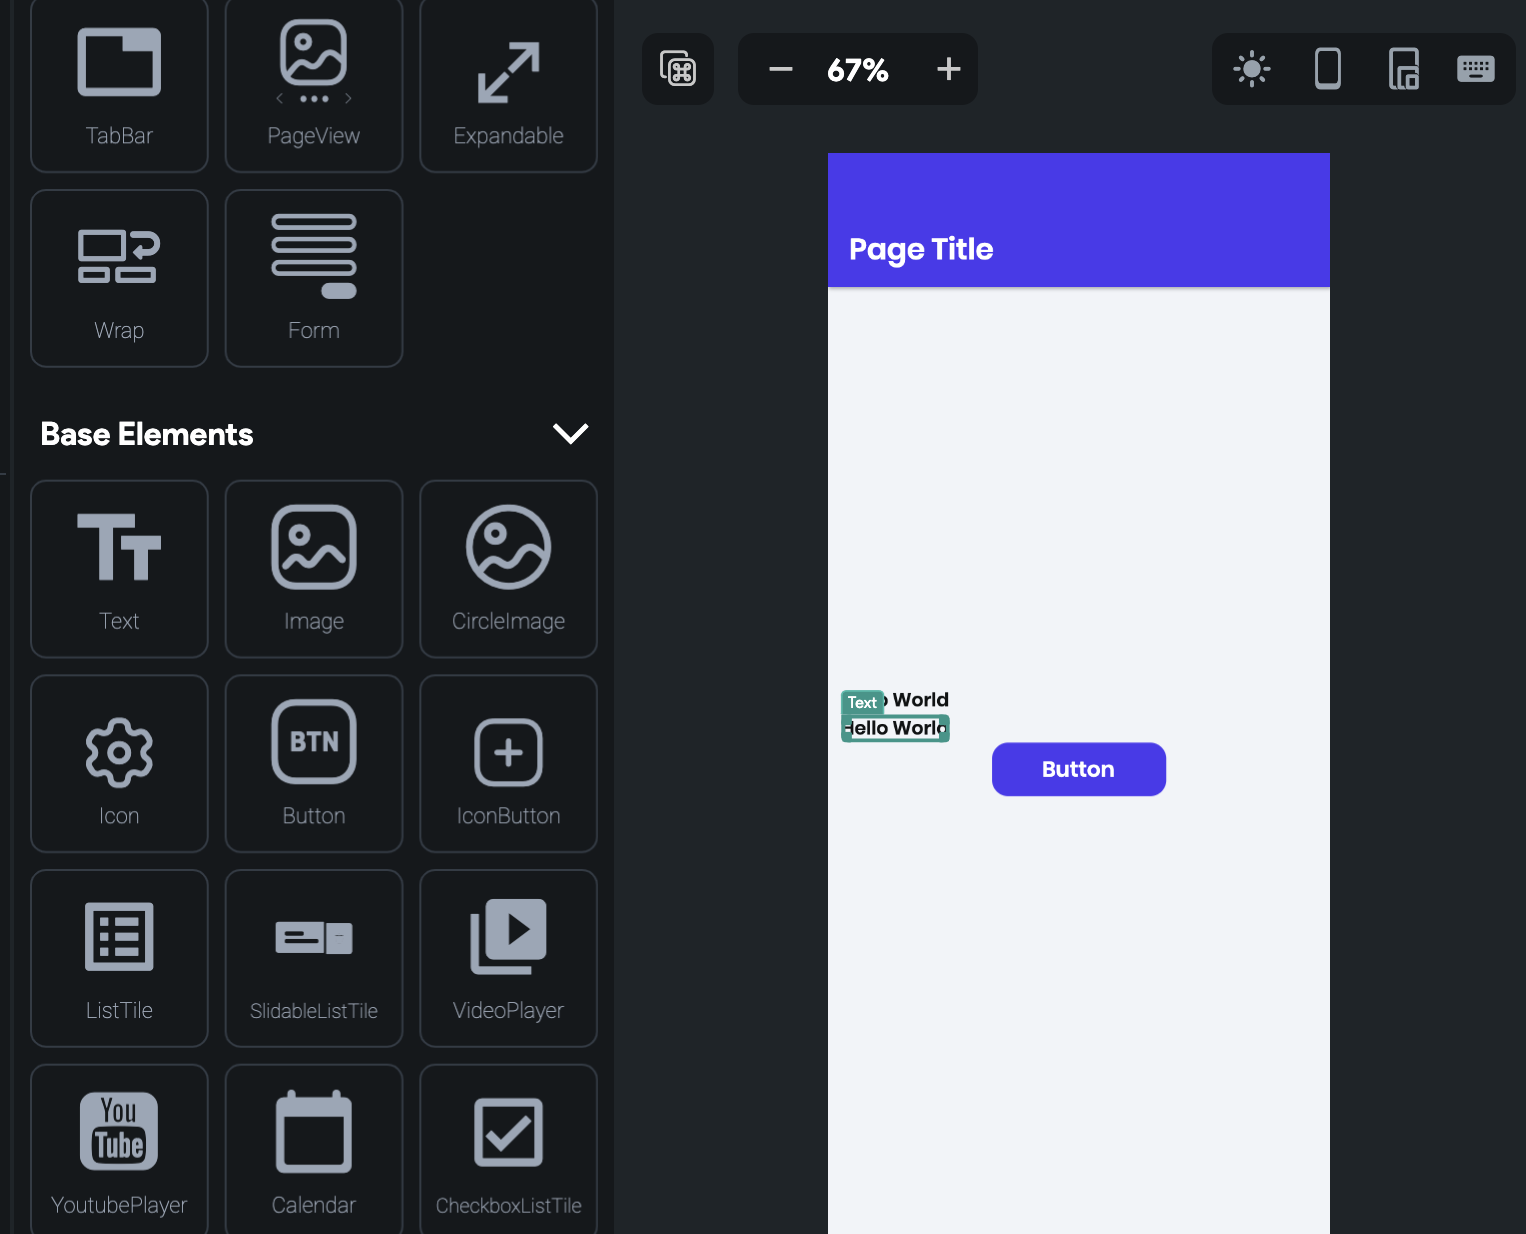 TabBar
PageView
Expandable
Wrap
Form
Base Elements
Text
Image
CircleImage
Icon
BTN
Button
IconButton
ListTile
SlidableListTile
VideoPlayer
You
Tube
YoutubePlayer
Calendar
CheckboxListTile
67%
Page Title
Text
World
Hello World
Button